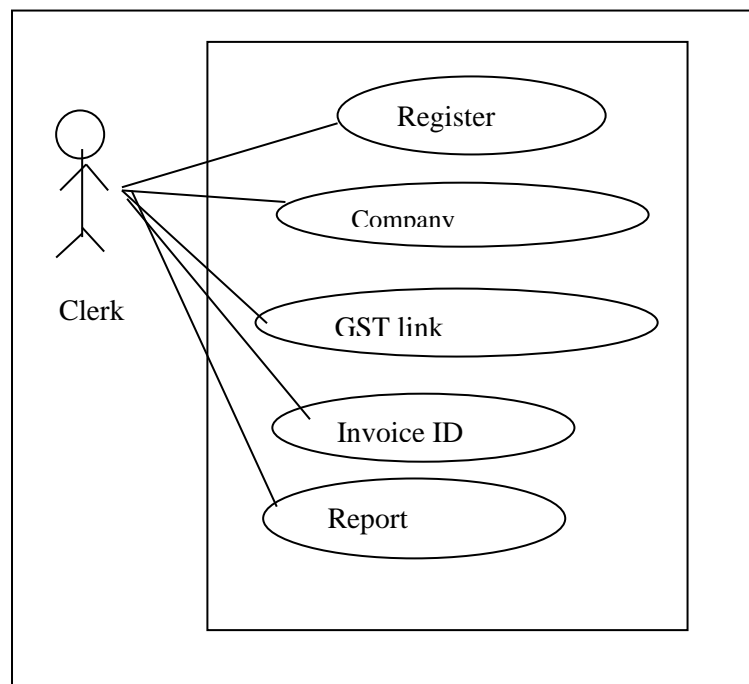 Register
Company
Clerk
GST link
Invoice ID
Report